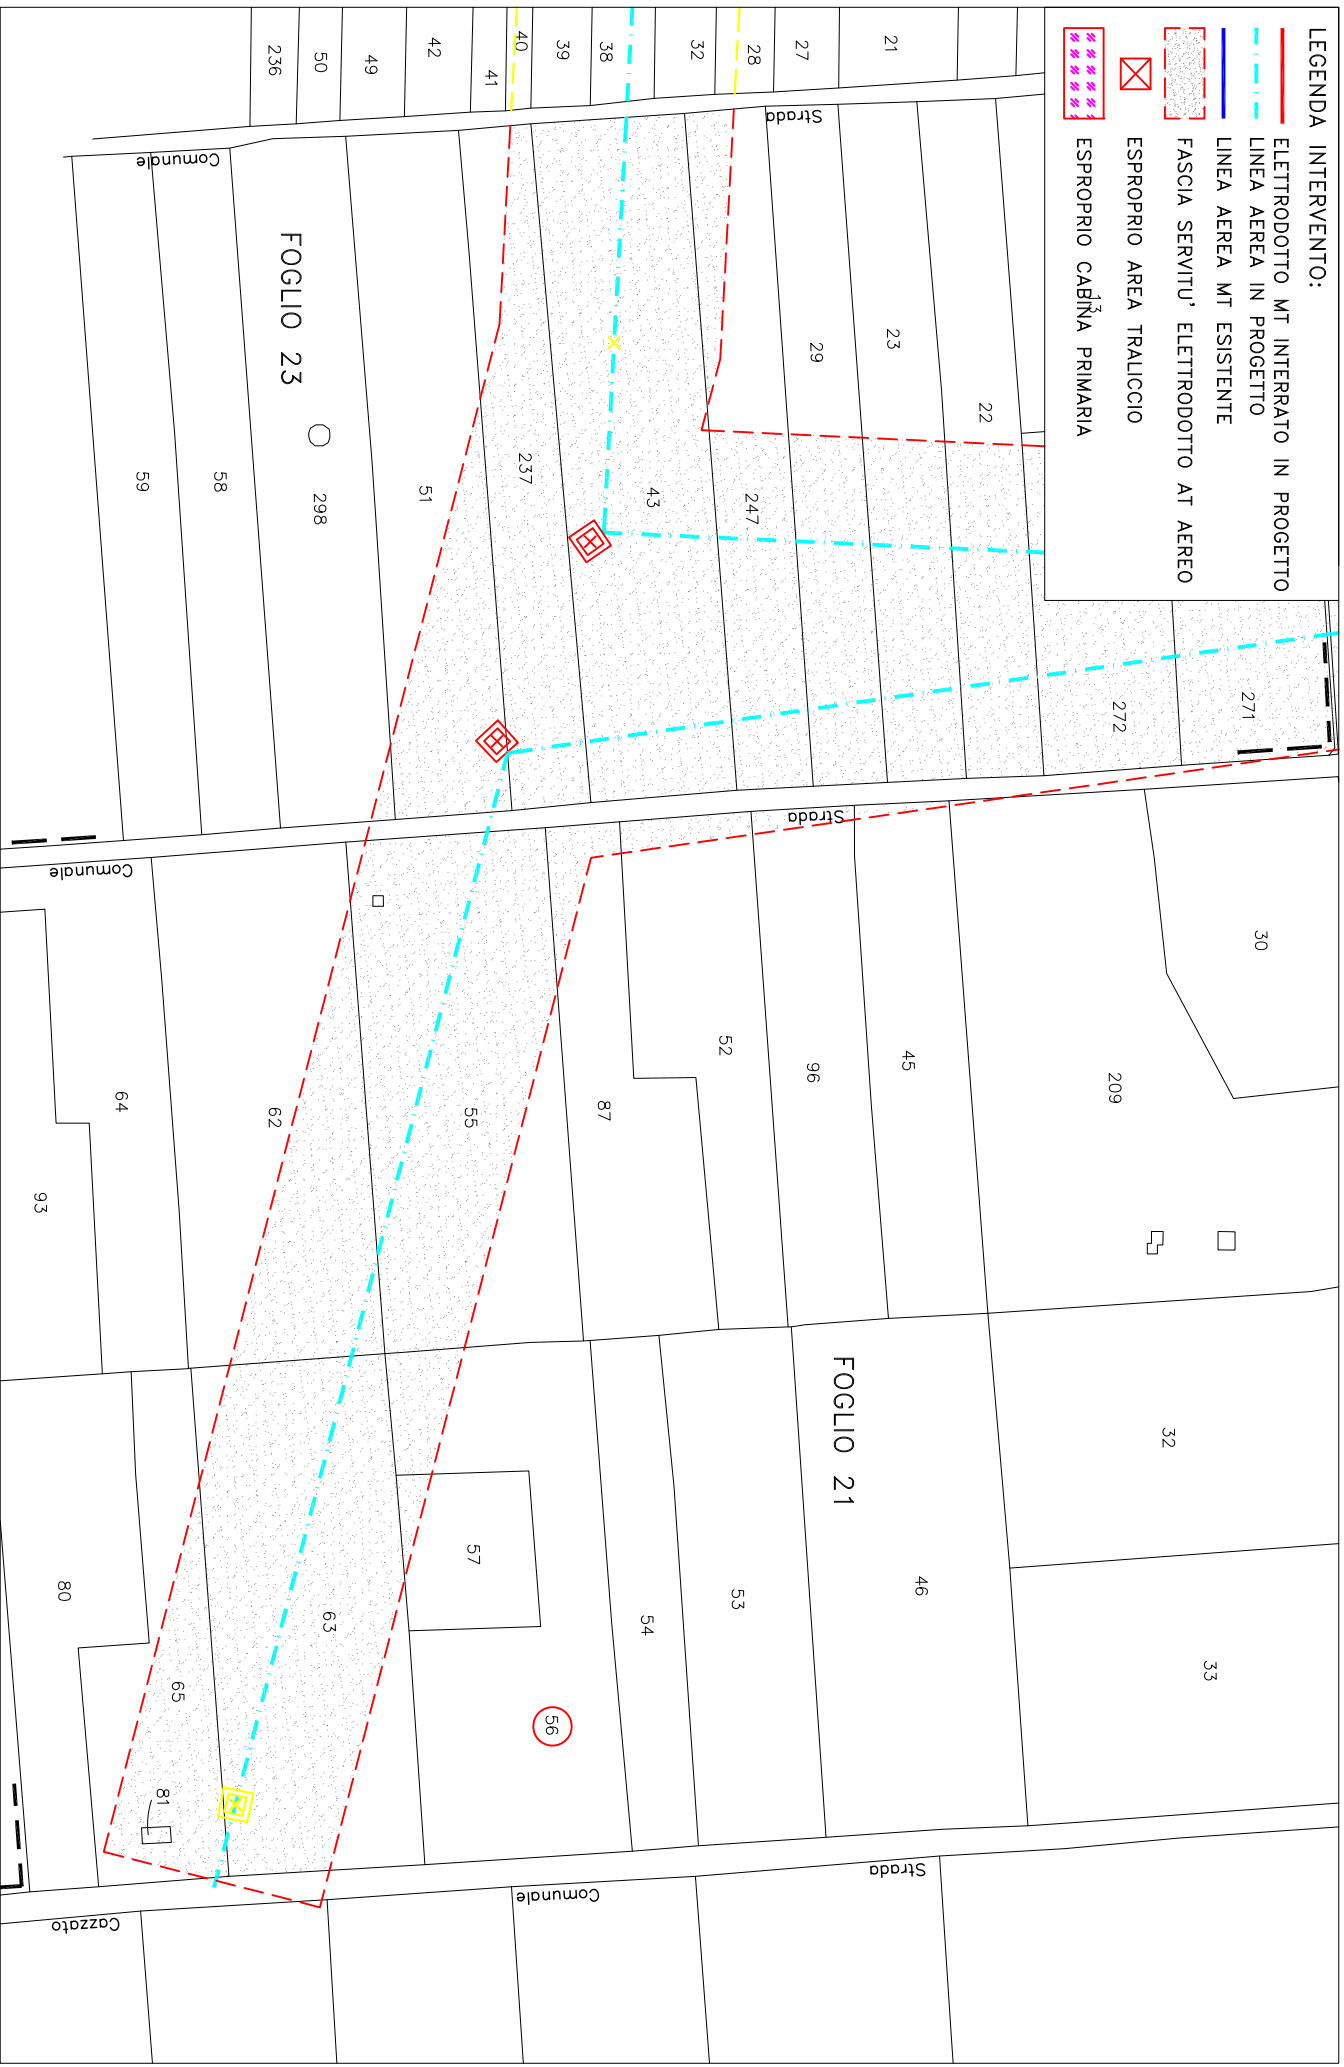 LEGENDA INTERVENTO:
ELETTRODOTTO MT INTERRATO IN PROGETTO
LINEA AEREA IN PROGETTO
LINEA AEREA MT ESISTENTE
FASCIA SERVITU' ELETTRODOTTO AT AEREO
ESPROPRIO AREA TRALICCIO
ESPROPRIO CABINA PRIMARIA
13
21
27
28
32
38
39
40
41
42
49
50
236
Strada
Comunale
22
23
29
247
43
237
51
FOGLIO 23
298
58
59
271
272
Strada
Comunale
30
209
45
96
52
87
55
62
64
93
FOGLIO 21
32
33
46
53
54
56
57
63
65
80
81
Strada
Comunale
Cazzato